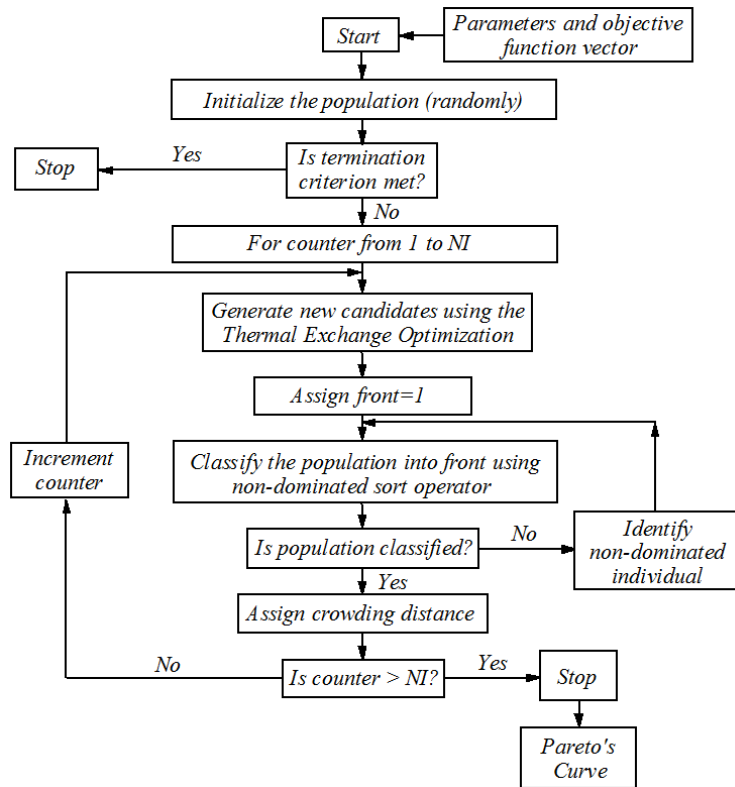 Start
Parameters and objective
function vector
Initialize the population (randomly)
Stop
Yes
Is termination
criterion met?
No
For counter from 1 to NI
Generate new candidates using the
Thermal Exchange Optimization
Assign front=1
Increment
counter
Classify the population into front using
non-dominated sort operator
Is population classified?
No
Identify
non-dominated
individual
Yes
Assign crowding distance
No
Is counter > NI?
Yes
Stop
Pareto's
Curve